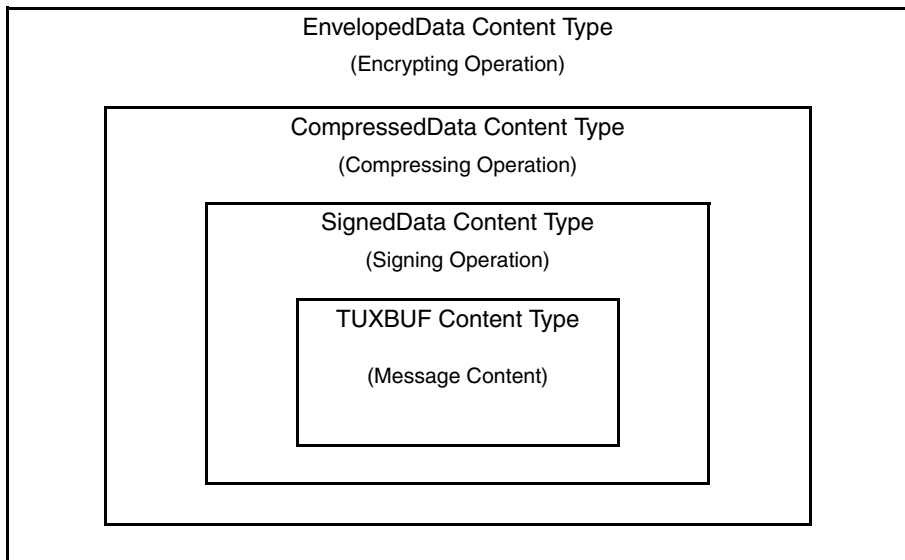 EnvelopedData Content Type
(Encrypting Operation)
CompressedData Content Type
(Compressing Operation)
SignedData Content Type
(Signing Operation)
TUXBUF Content Type
(Message Content)